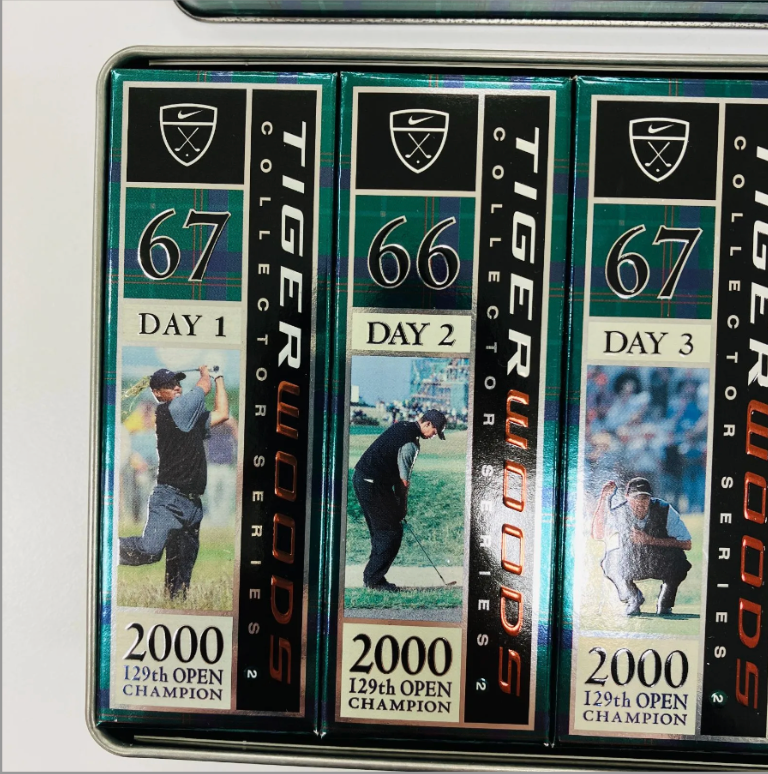 67
DAY 1
2000
129th OPEN
CHAMPION
TIGER WOODS
COLLECTOR SERIES 2
66
DAY 2
2000
129th OPEN
CHAMPION
TIGER WOODS
COLLECTOR SERIES 2
67
DAY 3
2000
129th OPEN
CHAMPION
TIGER WOODS
COLLECTOR SERIES 2